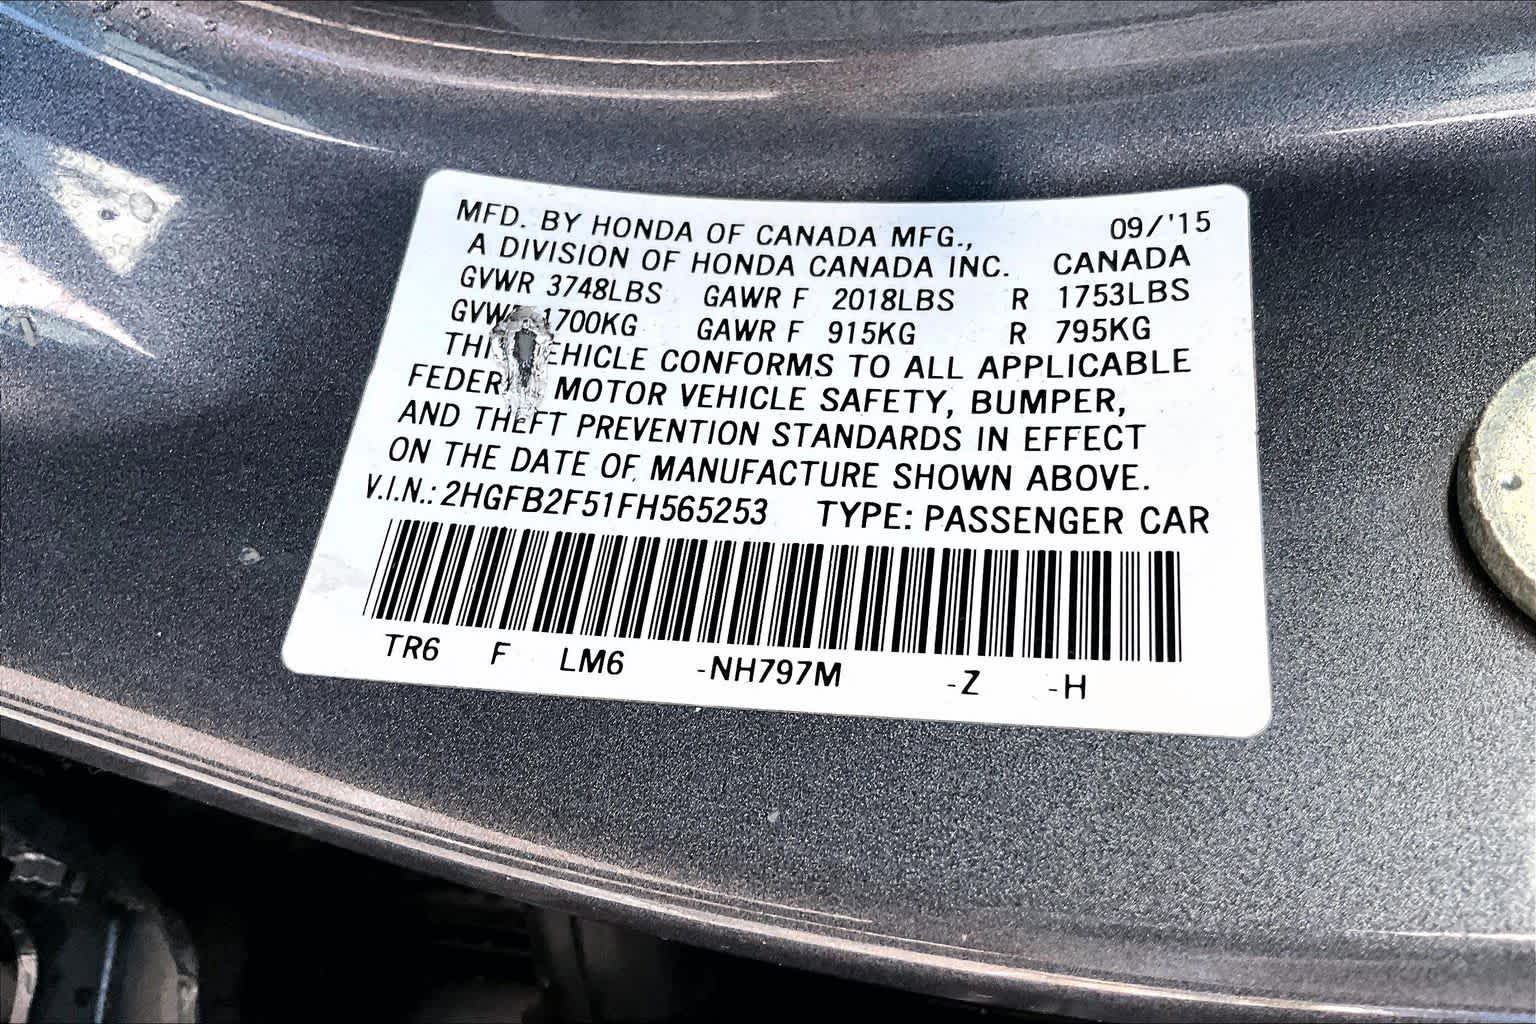 MFD. BY HONDA OF CANADA MFG., 09/'15
A DIVISION OF HONDA CANADA INC. CANADA
GVWR 3748LBS GAWR F 2018LBS R 1753LBS
1700KG GAWR F 915KG R 795KG
CONFORMS TO ALL APPLICABLE
MOTOR VEHICLE SAFETY, BUMPER,
AND THEFT PREVENTION STANDARDS IN EFFECT
ON THE DATE OF MANUFACTURE SHOWN ABOVE.
V.I.N.: 2HGFB2F51FH565253 TYPE: PASSENGER CAR
TR6 F LM6 -NH797M -Z -H